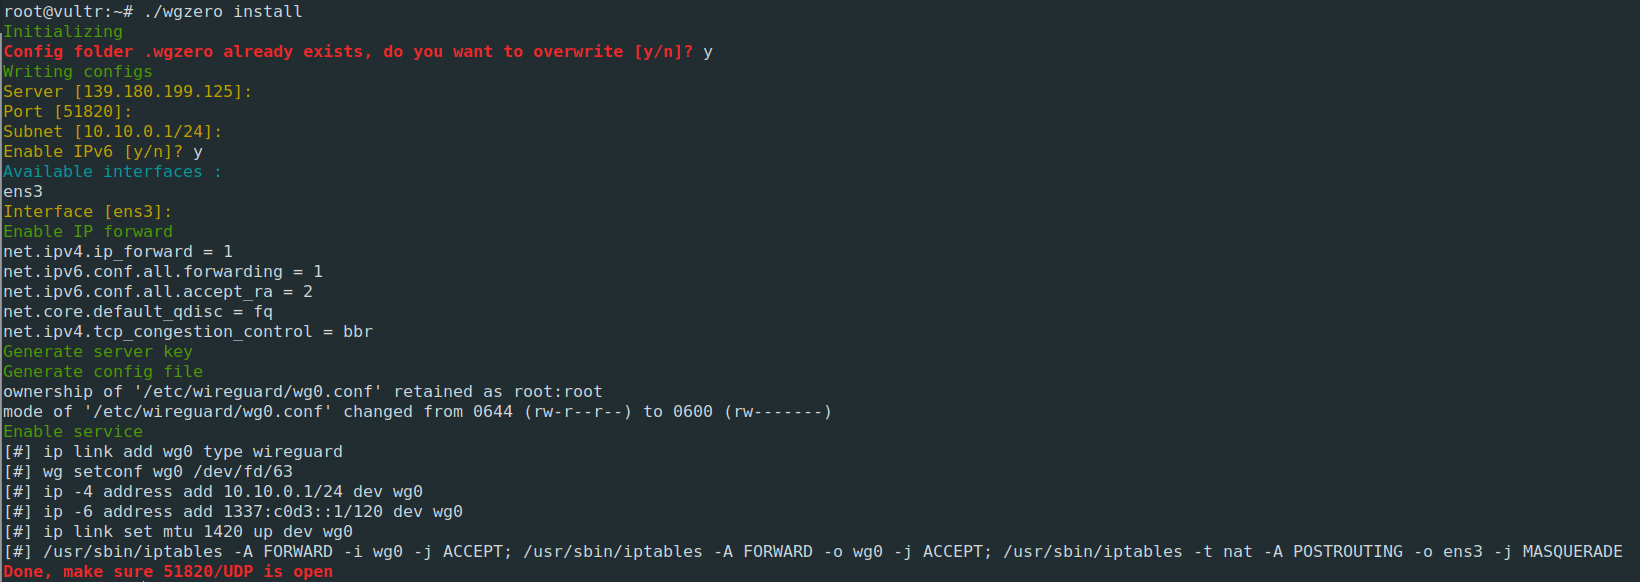 root@vultr:~# ./wgzero install
Initializing
Config folder .wgzero already exists, do you want to overwrite [y/n]? y
Writing configs
Server [139.180.199.125]:
Port [51820]:
Subnet [10.10.0.1/24]:
Enable IPv6 [y/n]? y
Available interfaces :
ens3
Interface [ens3]:
Enable IP forward
net.ipv4.ip_forward = 1
net.ipv6.conf.all.forwarding = 1
net.ipv6.conf.all.accept_ra = 2
net.core.default_qdisc = fq
net.ipv4.tcp_congestion_control = bbr
Generate server key
Generate config file
ownership of '/etc/wireguard/wg0.conf' retained as root:root
mode of '/etc/wireguard/wg0.conf' changed from 0644 (rw-r--r--) to 0600 (rw-------)
Enable service
[#] ip link add wg0 type wireguard
[#] wg setconf wg0 /dev/fd/63
[#] ip -4 address add 10.10.0.1/24 dev wg0
[#] ip -6 address add 1337:c0d3::1/120 dev wg0
[#] ip link set mtu 1420 up dev wg0
[#] /usr/sbin/iptables -A FORWARD -i wg0 -j ACCEPT; /usr/sbin/iptables -A FORWARD -o wg0 -j ACCEPT; /usr/sbin/iptables -t nat -A POSTROUTING -o ens3 -j MASQUERADE
Done, make sure 51820/UDP is open